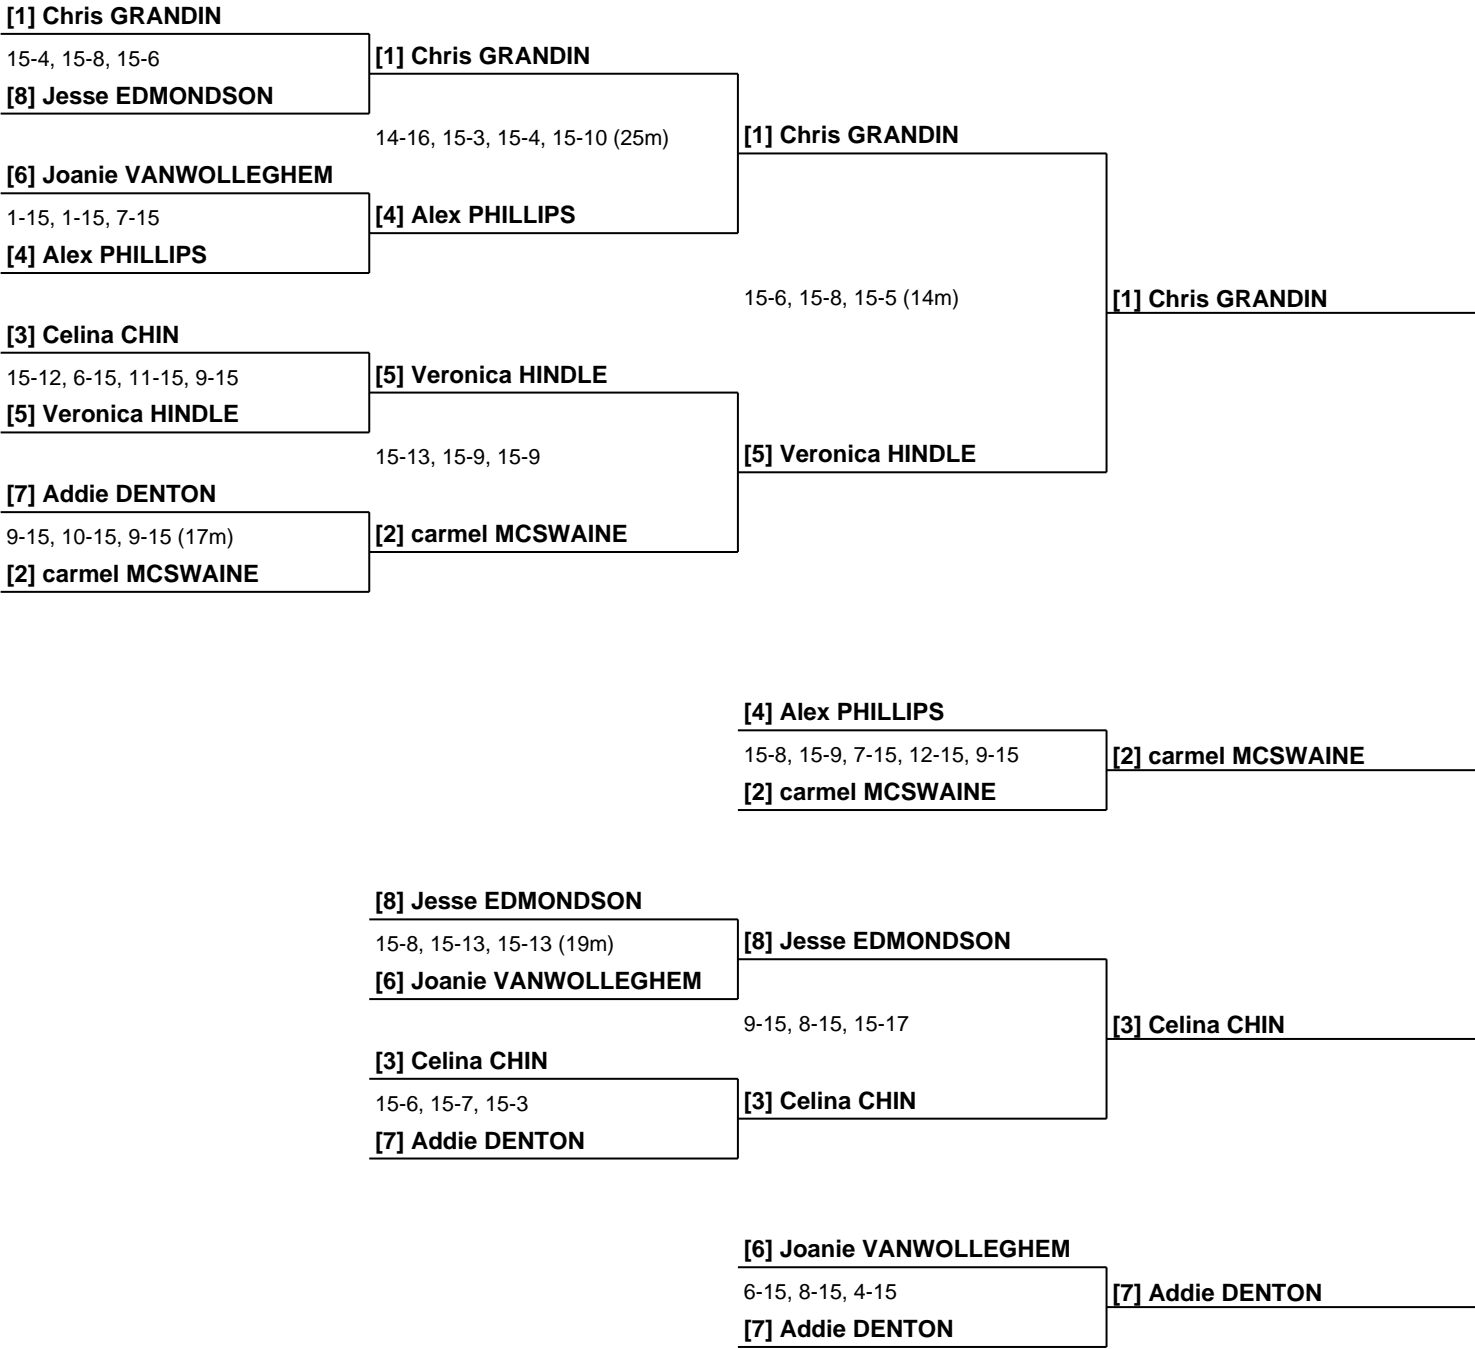 [1] Chris GRANDIN
15-4, 15-8, 15-6
[1] Chris GRANDIN
[8] Jesse EDMONDSON
14-16, 15-3, 15-4, 15-10 (25m)
[1] Chris GRANDIN
[6] Joanie VANWOLLEGHEM
1-15, 1-15, 7-15
[4] Alex PHILLIPS
[4] Alex PHILLIPS
15-6, 15-8, 15-5 (14m)
[1] Chris GRANDIN
[3] Celina CHIN
15-12, 6-15, 11-15, 9-15
[5] Veronica HINDLE
[5] Veronica HINDLE
15-13, 15-9, 15-9
[5] Veronica HINDLE
[7] Addie DENTON
9-15, 10-15, 9-15 (17m)
[2] carmel MCSWAINE
[2] carmel MCSWAINE
[4] Alex PHILLIPS
15-8, 15-9, 7-15, 12-15, 9-15
[2] carmel MCSWAINE
[2] carmel MCSWAINE
[8] Jesse EDMONDSON
15-8, 15-13, 15-13 (19m)
[8] Jesse EDMONDSON
[6] Joanie VANWOLLEGHEM
9-15, 8-15, 15-17
[3] Celina CHIN
[3] Celina CHIN
15-6, 15-7, 15-3
[3] Celina CHIN
[7] Addie DENTON
[6] Joanie VANWOLLEGHEM
6-15, 8-15, 4-15
[7] Addie DENTON
[7] Addie DENTON